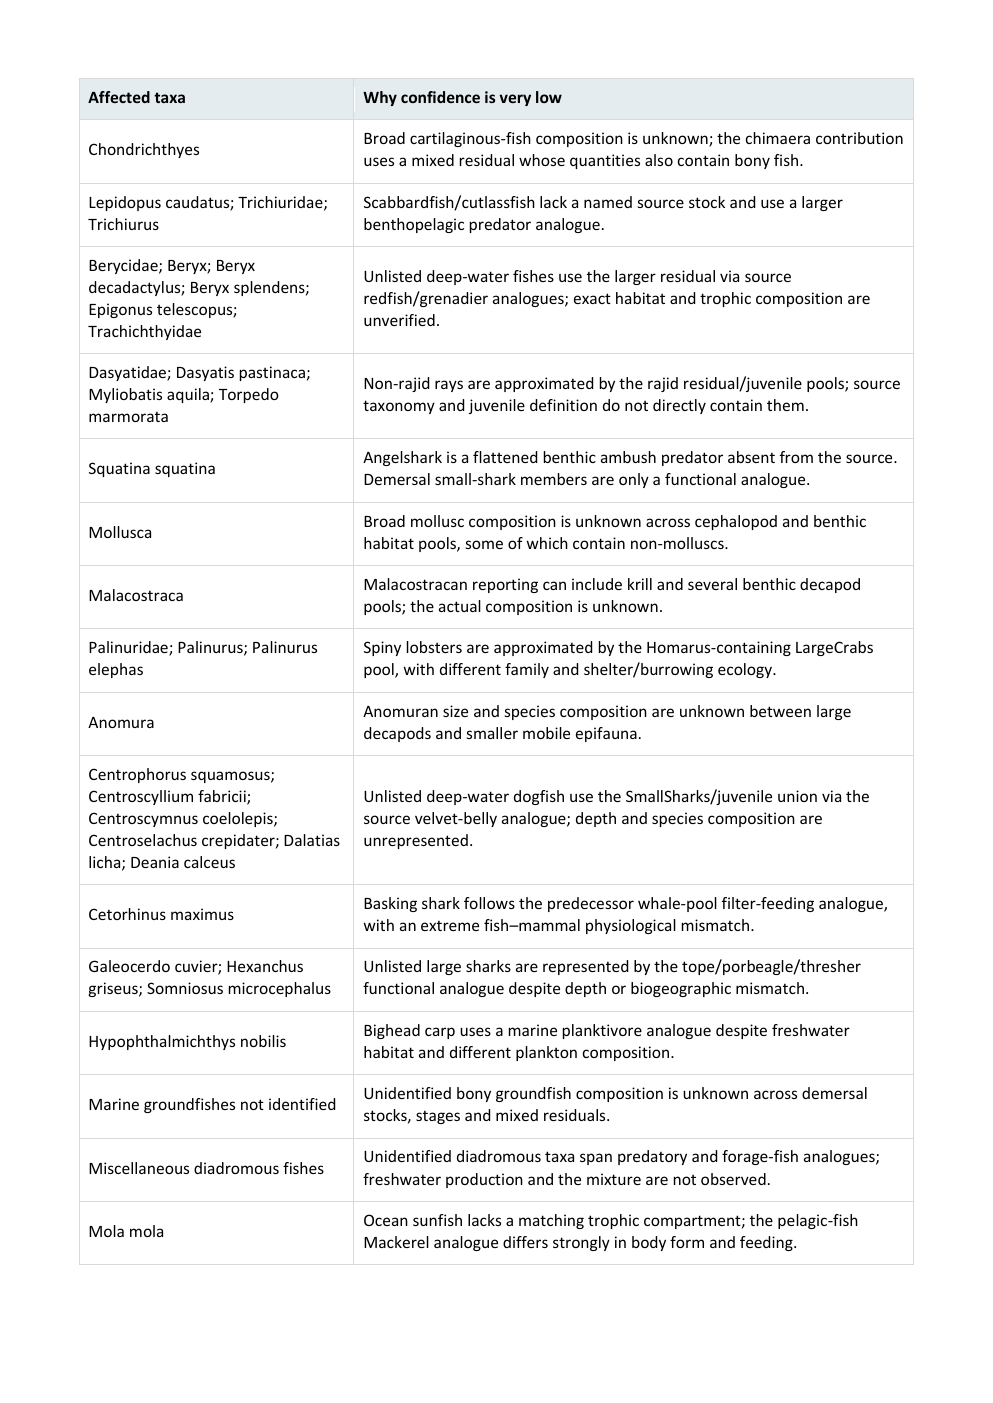 Affected taxa
Why confidence is very low
Chondrichthyes
Broad cartilaginous-fish composition is unknown; the chimaera contribution
uses a mixed residual whose quantities also contain bony fish.
Lepidopus caudatus; Trichiuridae;
Trichiurus
Scabbardfish/cutlassfish lack a named source stock and use a larger
benthopelagic predator analogue.
Berycidae; Beryx; Beryx
decadactylus; Beryx splendens;
Epigonus telescopus;
Trachichthyidae
Unlisted deep-water fishes use the larger residual via source
redfish/grenadier analogues; exact habitat and trophic composition are
unverified.
Dasyatidae; Dasyatis pastinaca;
Myliobatis aquila; Torpedo
marmorata
Non-rajid rays are approximated by the rajid residual/juvenile pools; source
taxonomy and juvenile definition do not directly contain them.
Squatina squatina
Angelshark is a flattened benthic ambush predator absent from the source.
Demersal small-shark members are only a functional analogue.
Mollusca
Broad mollusc composition is unknown across cephalopod and benthic
habitat pools, some of which contain non-molluscs.
Malacostraca
Malacostracan reporting can include krill and several benthic decapod
pools; the actual composition is unknown.
Palinuridae; Palinurus; Palinurus
elephas
Spiny lobsters are approximated by the Homarus-containing LargeCrabs
pool, with different family and shelter/burrowing ecology.
Anomura
Anomuran size and species composition are unknown between large
decapods and smaller mobile epifauna.
Centrophorus squamosus;
Centroscyllium fabricii;
Centroscymnus coelolepis;
Centroselachus crepidater; Dalatias
licha; Deania calceus
Unlisted deep-water dogfish use the SmallSharks/juvenile union via the
source velvet-belly analogue; depth and species composition are
unrepresented.
Cetorhinus maximus
Basking shark follows the predecessor whale-pool filter-feeding analogue,
with an extreme fish–mammal physiological mismatch.
Galeocerdo cuvier; Hexanchus
griseus; Somniosus microcephalus
Unlisted large sharks are represented by the tope/porbeagle/thresher
functional analogue despite depth or biogeographic mismatch.
Hypophthalmichthys nobilis
Bighead carp uses a marine planktivore analogue despite freshwater
habitat and different plankton composition.
Marine groundfishes not identified
Unidentified bony groundfish composition is unknown across demersal
stocks, stages and mixed residuals.
Miscellaneous diadromous fishes
Unidentified diadromous taxa span predatory and forage-fish analogues;
freshwater production and the mixture are not observed.
Mola mola
Ocean sunfish lacks a matching trophic compartment; the pelagic-fish
Mackerel analogue differs strongly in body form and feeding.